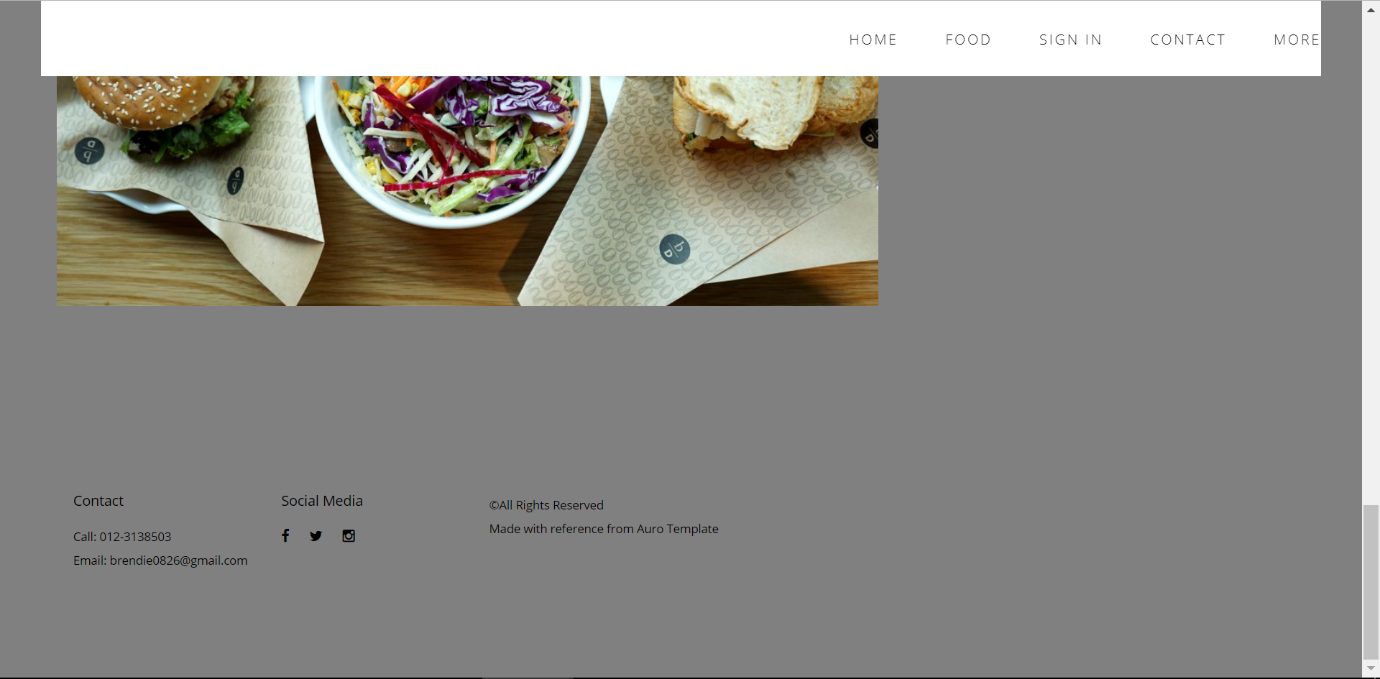 HOME FOOD SIGN IN CONTACT MORE
Contact
Call: 012-3138503
Email: brendie0826@gmail.com
Social Media
©All Rights Reserved
Made with reference from Auro Template